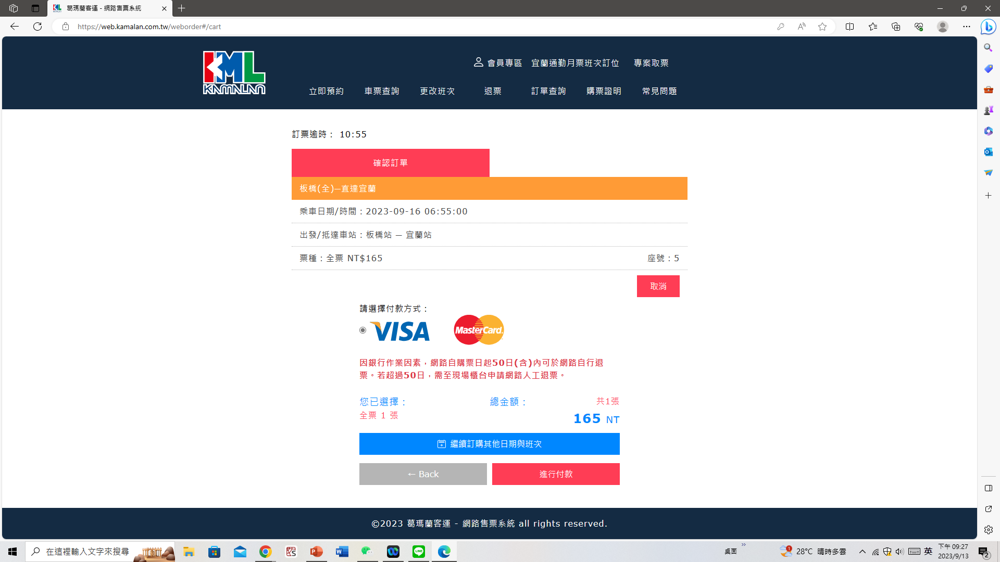 葛瑪蘭客運 - 網路售票系統
https://web.kamalan.com.tw/weborder#/cart
KML
KAMALAN
會員專區 宜蘭通勤月票班次訂位 專案取票
立即預約 車票查詢 更改班次 退票 訂單查詢 購票證明 常見問題
訂票逾時： 10:55
確認訂單
板橋(全)─直達宜蘭
乘車日期/時間：2023-09-16 06:55:00
出發/抵達車站：板橋站 — 宜蘭站
票種：全票 NT$165 座號：5
取消
請選擇付款方式：
VISA MasterCard
因銀行作業因素，網路自購票日起50日(含)內可於網路自行退
票。若超過50日，需至現場櫃台申請網路人工退票。
您已選擇： 總金額： 共1張
全票 1 張 165 NT
繼續訂購其他日期與班次
← Back 進行付款
©2023 葛瑪蘭客運 - 網路售票系統 all rights reserved.
在這裡輸入文字來搜尋 桌面 1 28°C 晴時多雲 英 下午 09:27
2023/9/13 2